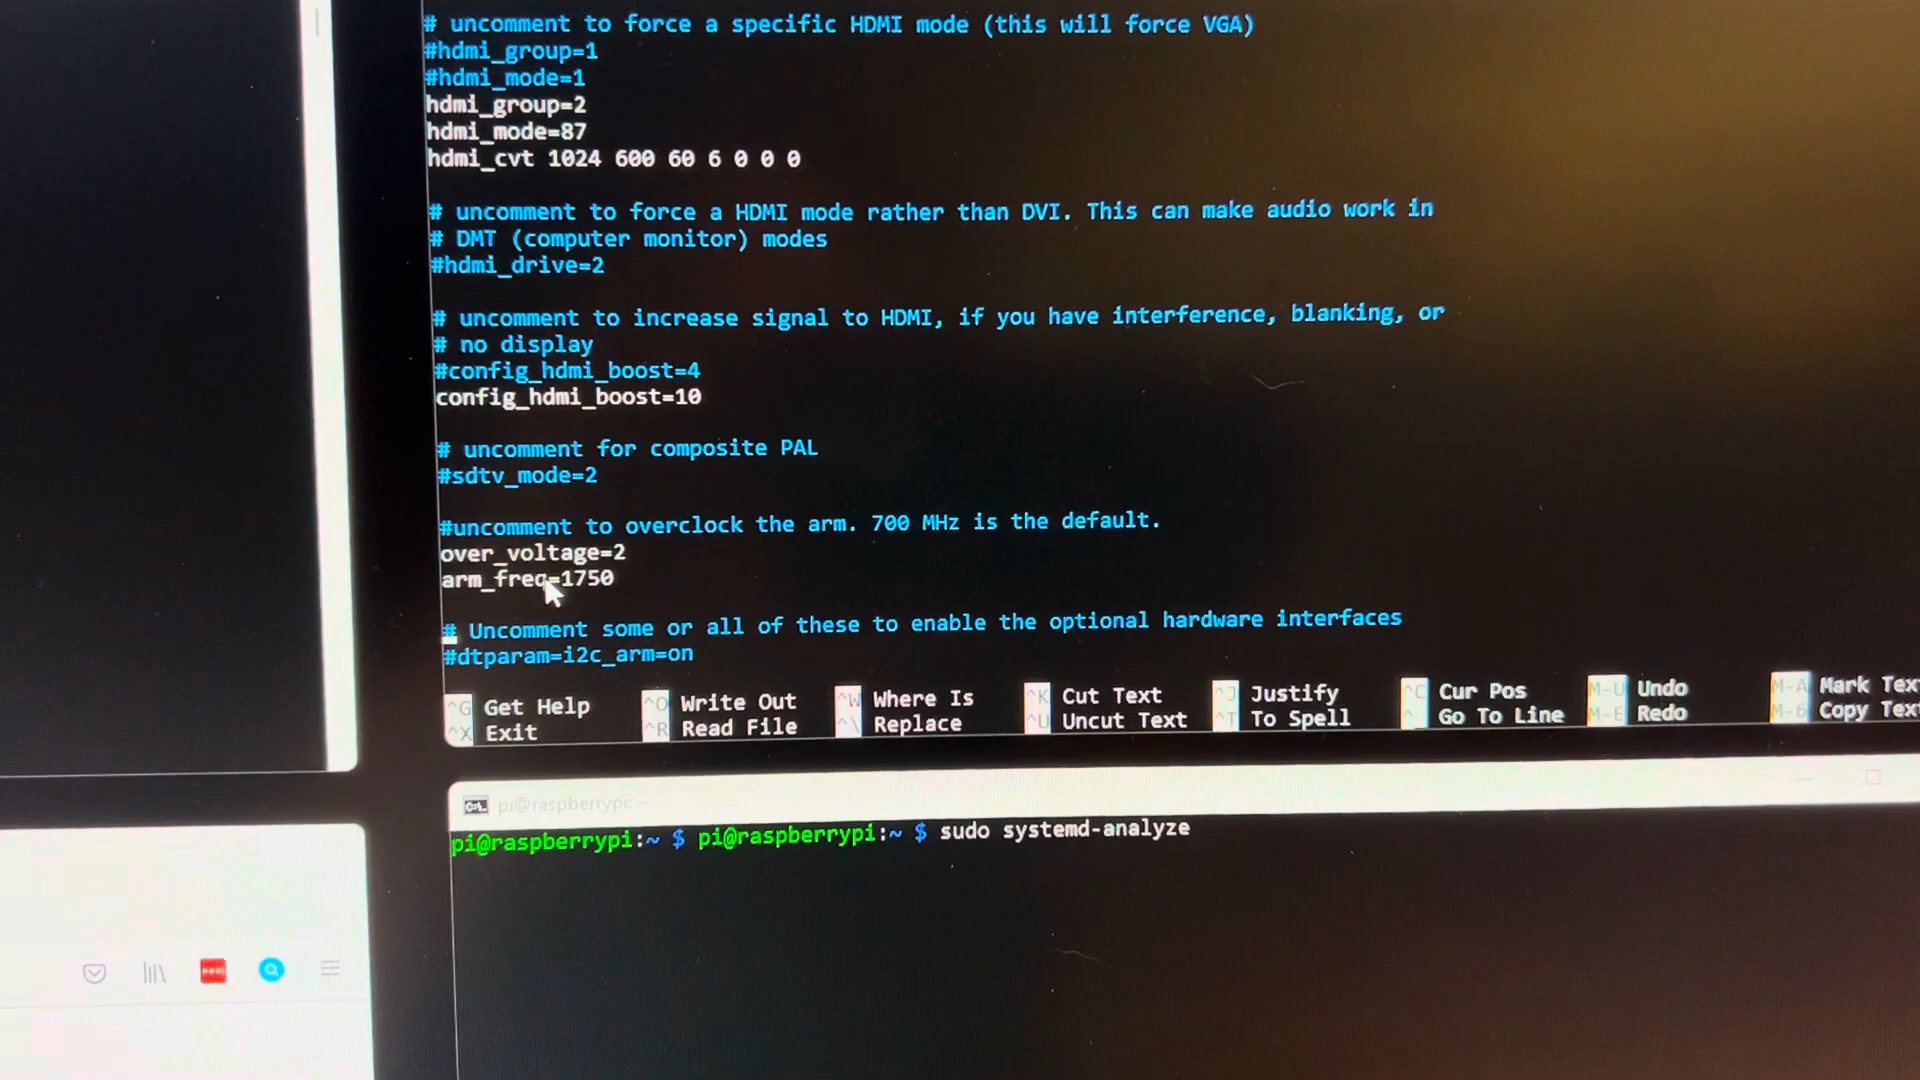 # uncomment to force a specific HDMI mode (this will force VGA)
#hdmi_group=1
#hdmi_mode=1
hdmi_group=2
hdmi_mode=87
hdmi_cvt 1024 600 60 6 0 0 0
# uncomment to force a HDMI mode rather than DVI. This can make audio work in
# DMT (computer monitor) modes
#hdmi_drive=2
# uncomment to increase signal to HDMI, if you have interference, blanking, or
# no display
#config_hdmi_boost=4
config_hdmi_boost=10
# uncomment for composite PAL
#sdtv_mode=2
#uncomment to overclock the arm. 700 MHz is the default.
over_voltage=2
arm_freq=1750
# Uncomment some or all of these to enable the optional hardware interfaces
#dtparam=i2c_arm=on
^G Get Help ^O Write Out ^W Where Is ^K Cut Text ^J Justify ^C Cur Pos M-U Undo M-A Mark Text
^X Exit ^R Read File ^\ Replace ^U Uncut Text ^T To Spell ^_ Go To Line M-E Redo M-6 Copy Text
pi@raspberrypi: ~
pi@raspberrypi:~ $ pi@raspberrypi:~ $ sudo systemd-analyze